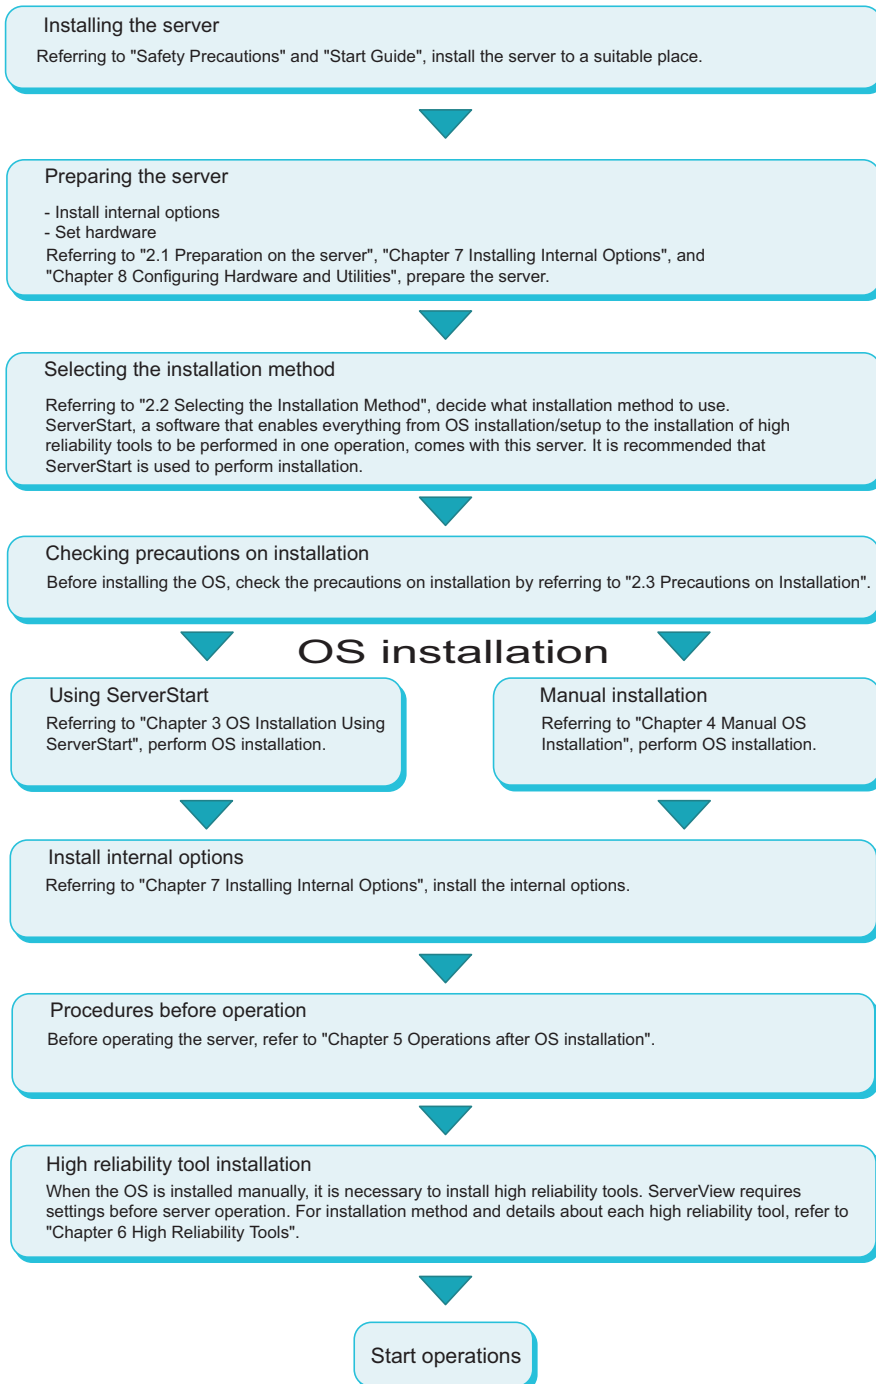 Installing the server
Referring to "Safety Precautions" and "Start Guide", install the server to a suitable place.
Preparing the server
- Install internal options
- Set hardware
Referring to "2.1 Preparation on the server", "Chapter 7 Installing Internal Options", and
"Chapter 8 Configuring Hardware and Utilities", prepare the server.
Selecting the installation method
Referring to "2.2 Selecting the Installation Method", decide what installation method to use.
ServerStart, a software that enables everything from OS installation/setup to the installation of high
reliability tools to be performed in one operation, comes with this server. It is recommended that
ServerStart is used to perform installation.
Checking precautions on installation
Before installing the OS, check the precautions on installation by referring to "2.3 Precautions on Installation".
OS installation
Using ServerStart
Referring to "Chapter 3 OS Installation Using
ServerStart", perform OS installation.
Manual installation
Referring to "Chapter 4 Manual OS
Installation", perform OS installation.
Install internal options
Referring to "Chapter 7 Installing Internal Options", install the internal options.
Procedures before operation
Before operating the server, refer to "Chapter 5 Operations after OS installation".
High reliability tool installation
When the OS is installed manually, it is necessary to install high reliability tools. ServerView requires
settings before server operation. For installation method and details about each high reliability tool, refer to
"Chapter 6 High Reliability Tools".
Start operations